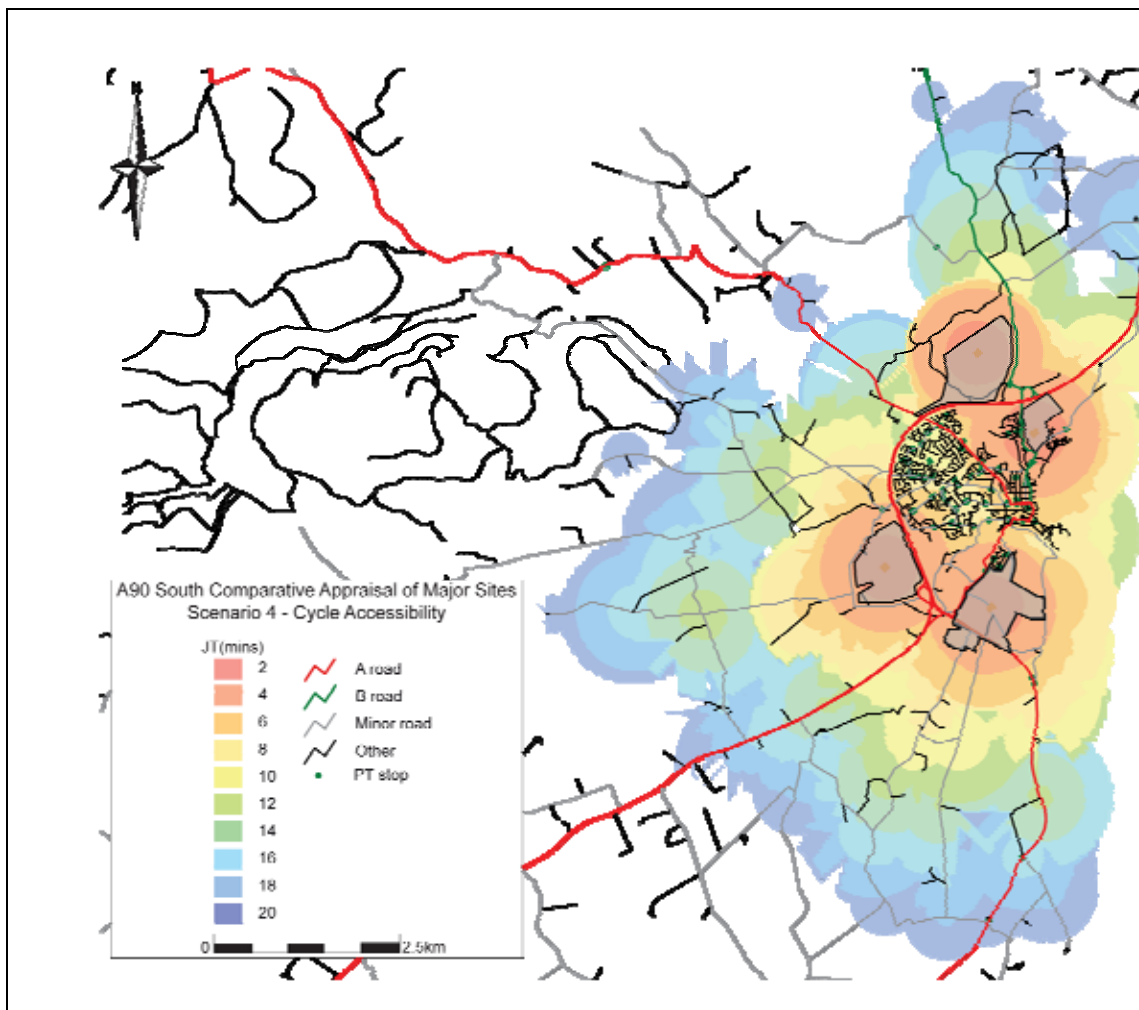 N
A90 South Comparative Appraisal of Major Sites
Scenario 4 - Cycle Accessibility
JT(mins)
2
4
6
8
10
12
14
16
18
20
A road
B road
Minor road
Other
PT stop
0 2.5km